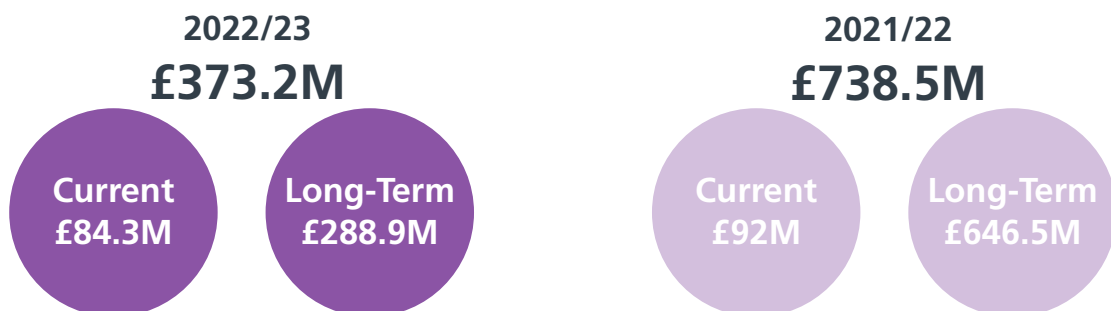 2022/23
£373.2M
Current
£84.3M
Long-Term
£288.9M
2021/22
£738.5M
Current
£92M
Long-Term
£646.5M